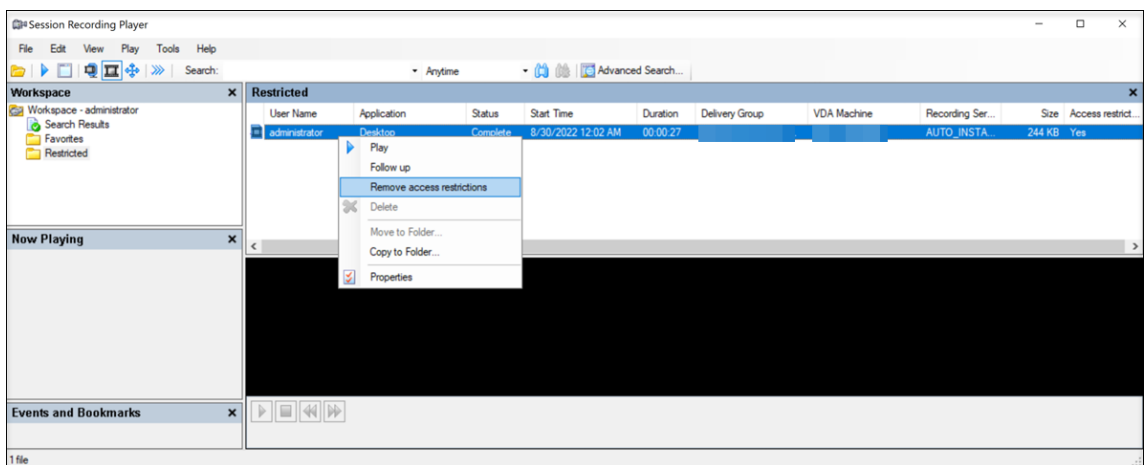 Session Recording Player
File Edit View Play Tools Help
Search: Anytime Advanced Search...
Workspace
Workspace - administrator
Search Results
Favorites
Restricted
Restricted
User Name Application Status Start Time Duration Delivery Group VDA Machine Recording Ser... Size Access restrict...
administrator Desktop Complete 8/30/2022 12:02 AM 00:00:27 AUTO_INSTA... 244 KB Yes
Play
Follow up
Remove access restrictions
Delete
Move to Folder...
Copy to Folder...
Properties
Now Playing
Events and Bookmarks
1 file